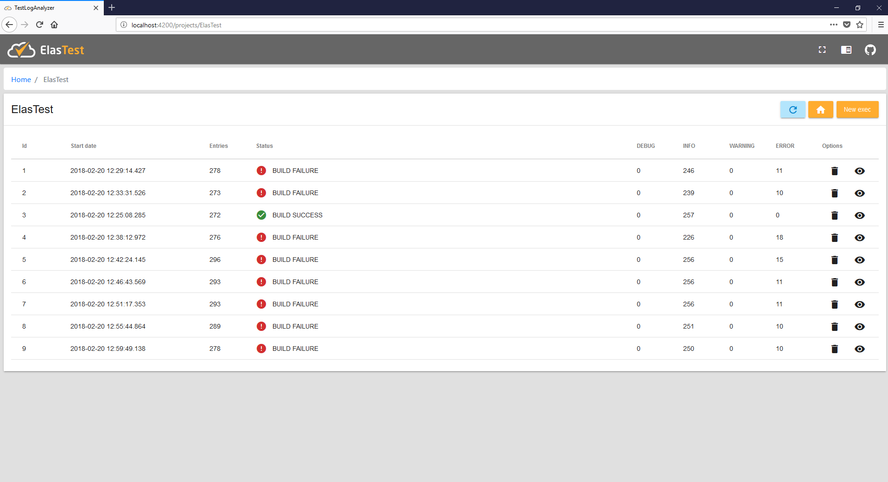 TestLogAnalyzer
localhost:4200/projects/ElasTest
ElasTest
Home / ElasTest
ElasTest
New exec
Id Start date Entries Status DEBUG INFO WARNING ERROR Options
1 2018-02-20 12:29:14.427 278 BUILD FAILURE 0 246 0 11
2 2018-02-20 12:33:31.526 273 BUILD FAILURE 0 239 0 10
3 2018-02-20 12:25:08.285 272 BUILD SUCCESS 0 257 0 0
4 2018-02-20 12:38:12.972 276 BUILD FAILURE 0 226 0 18
5 2018-02-20 12:42:24.145 296 BUILD FAILURE 0 256 0 15
6 2018-02-20 12:46:43.569 293 BUILD FAILURE 0 256 0 11
7 2018-02-20 12:51:17.353 293 BUILD FAILURE 0 256 0 11
8 2018-02-20 12:55:44.864 289 BUILD FAILURE 0 251 0 10
9 2018-02-20 12:59:49.138 278 BUILD FAILURE 0 250 0 10